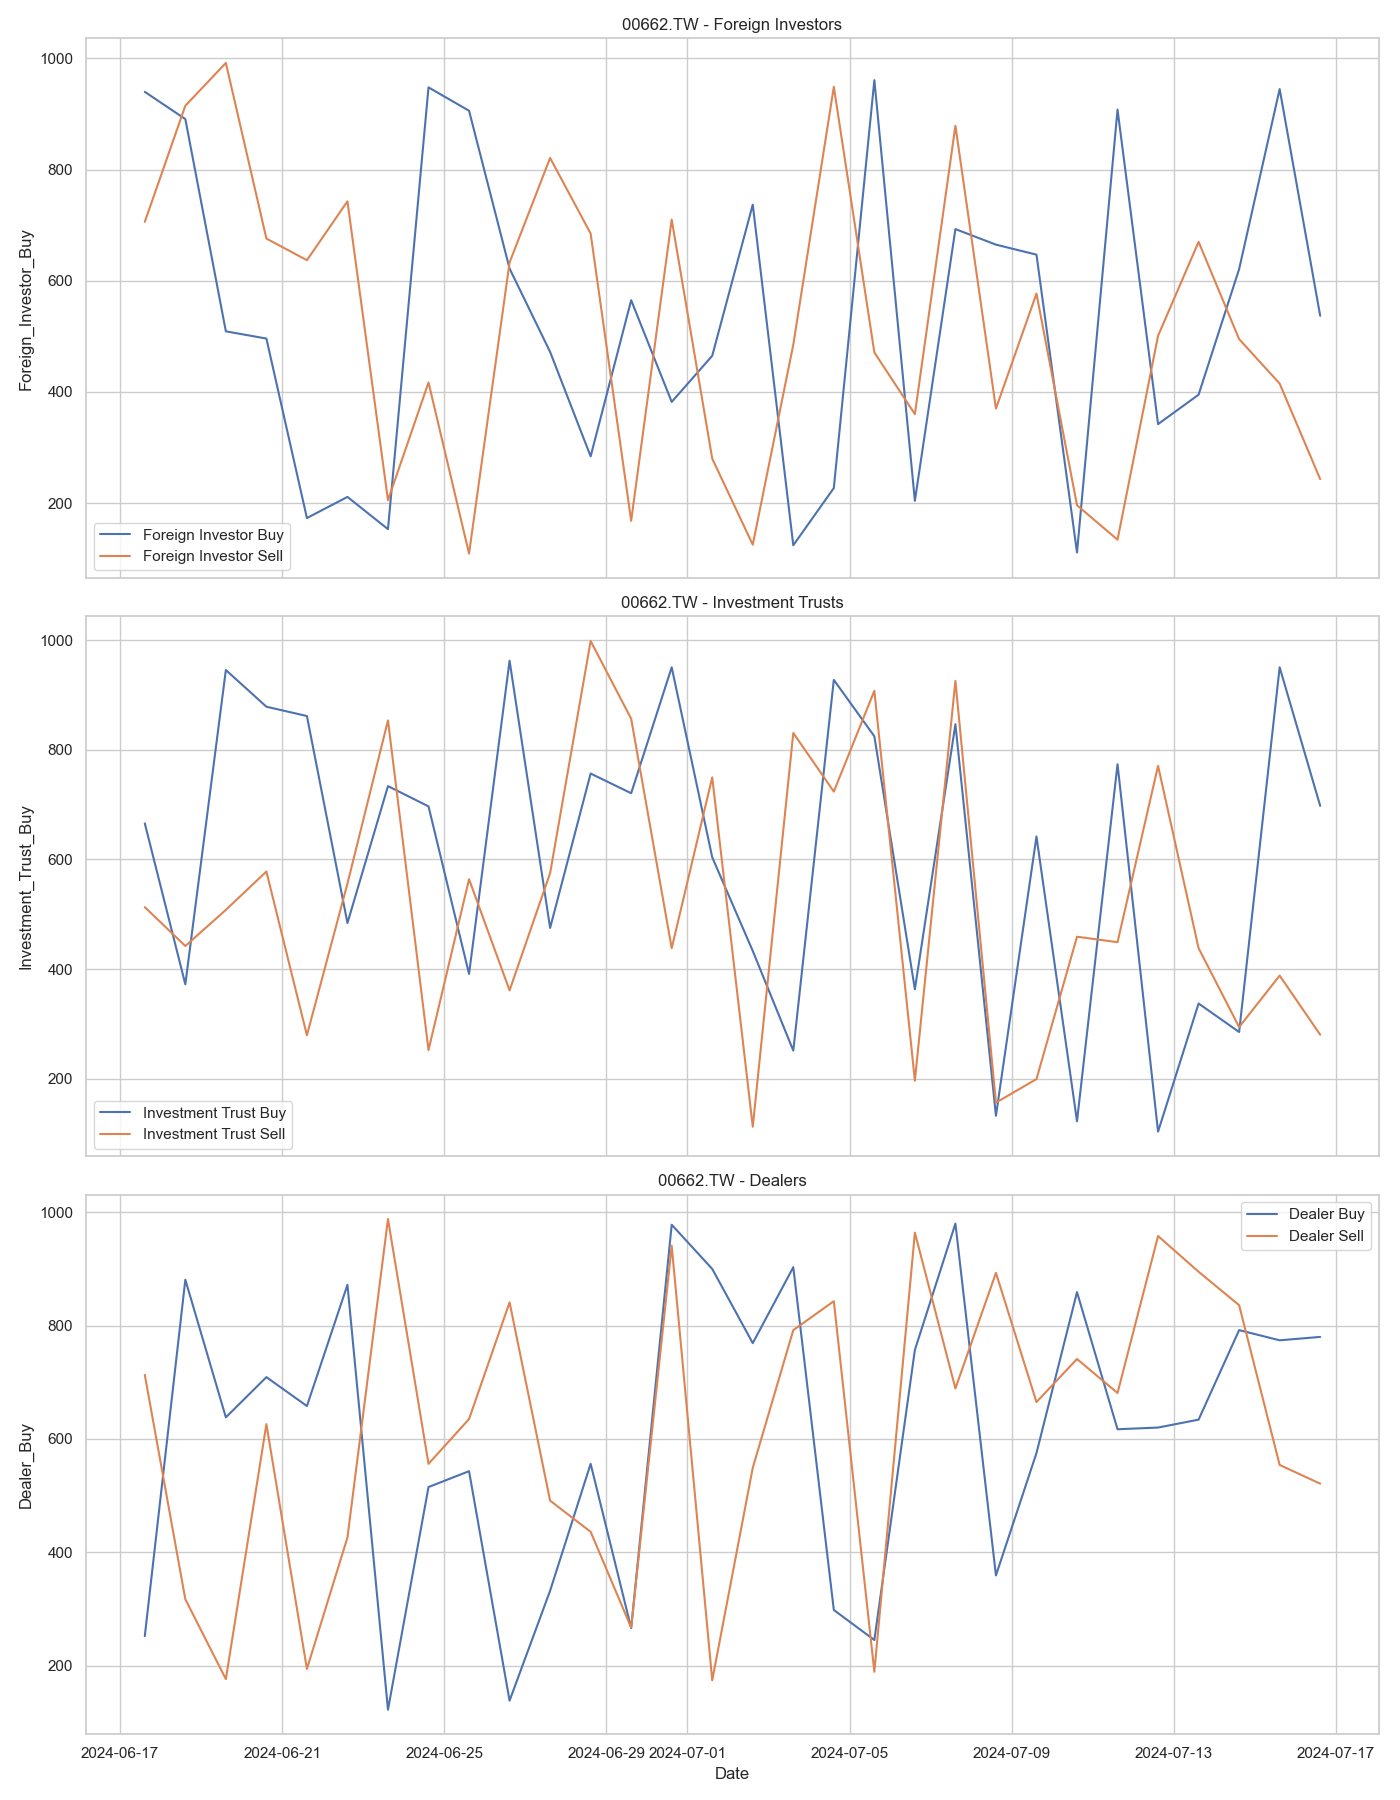 00662.TW - Foreign Investors
1000
800
600
400
200
Foreign_Investor_Buy
Foreign Investor Buy
Foreign Investor Sell
00662.TW - Investment Trusts
1000
800
600
400
200
Investment_Trust_Buy
Investment Trust Buy
Investment Trust Sell
00662.TW - Dealers
1000
800
600
400
200
Dealer_Buy
Dealer Buy
Dealer Sell
2024-06-17 2024-06-21 2024-06-25 2024-06-29 2024-07-01 2024-07-05 2024-07-09 2024-07-13 2024-07-17
Date